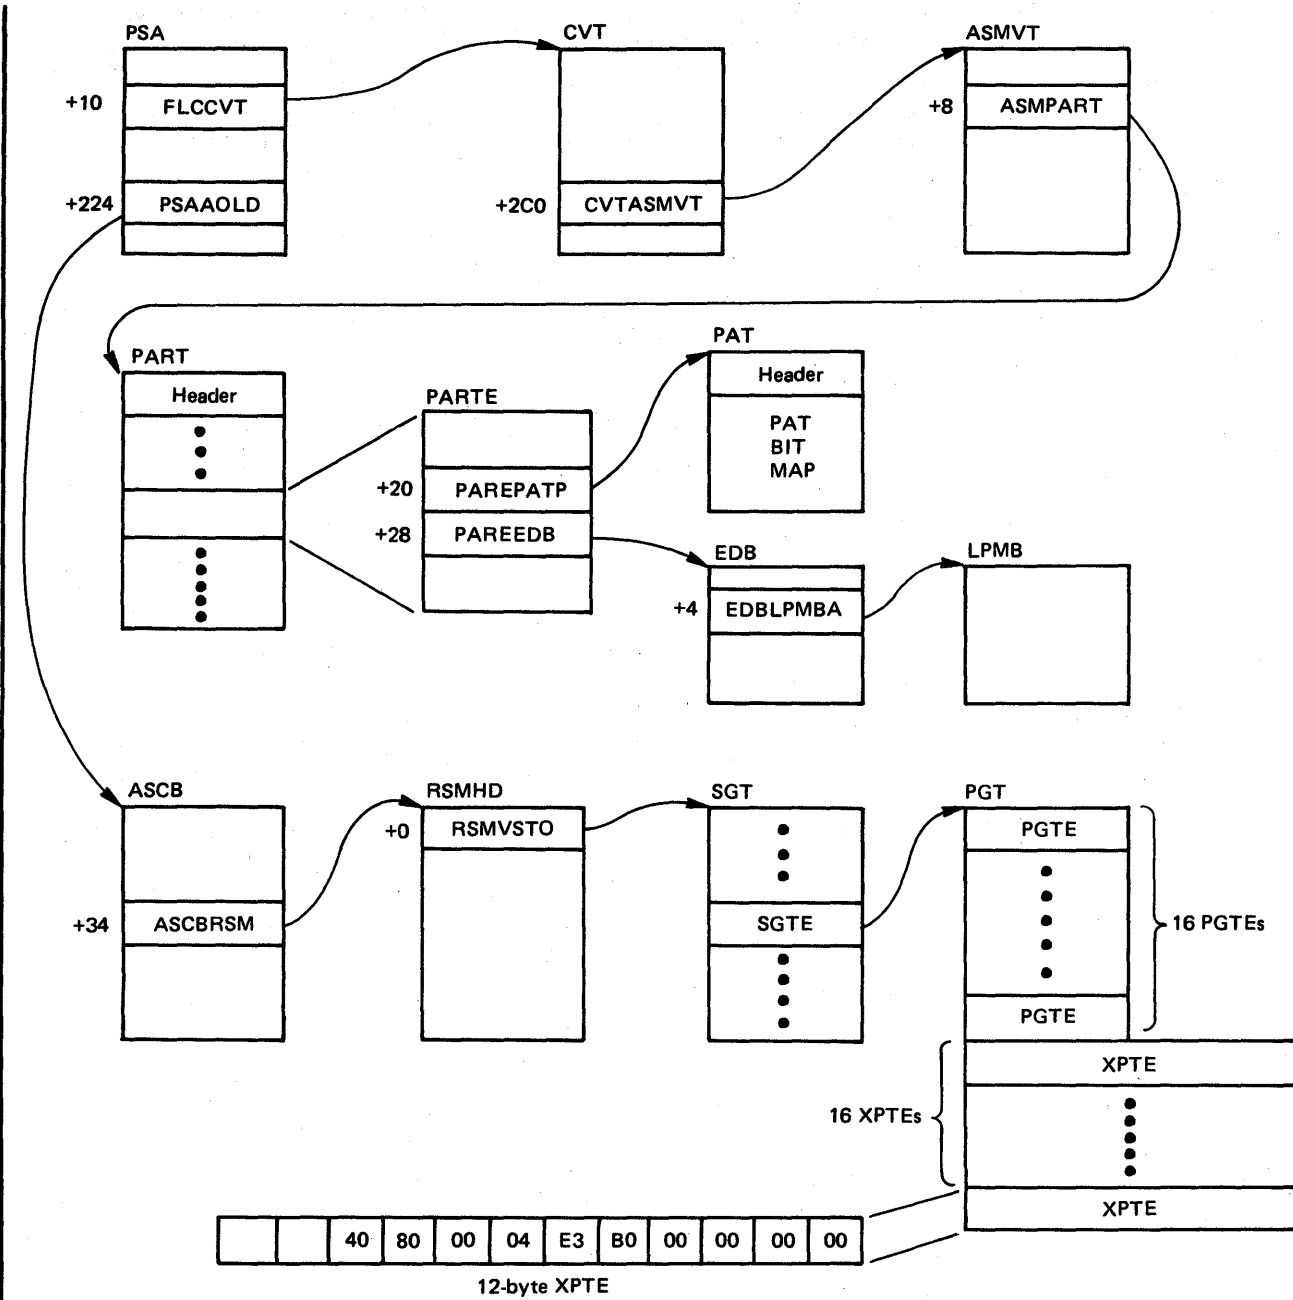 PSA
CVT
ASMVT
+10 FLCCVT
+8 ASMPART
+224 PSAAOLD
+2C0 CVTASMVT
PART
Header
PARTE
+20 PAREPATP
+28 PAREEDB
PAT
Header
PAT
BIT
MAP
EDB
+4 EDBLPMBA
LPMB
ASCB
+34 ASCBRSM
RSMHD
+0 RSMVSTO
SGT
SGTE
PGT
PGTE
16 PGTEs
PGTE
XPTE
16 XPTEs
XPTE
40 80 00 04 E3 B0 00 00 00 00
12-byte XPTE